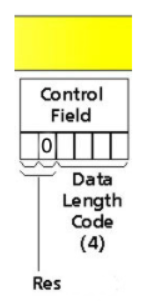 Control
Field
0
Data
Length
Code
(4)
Res